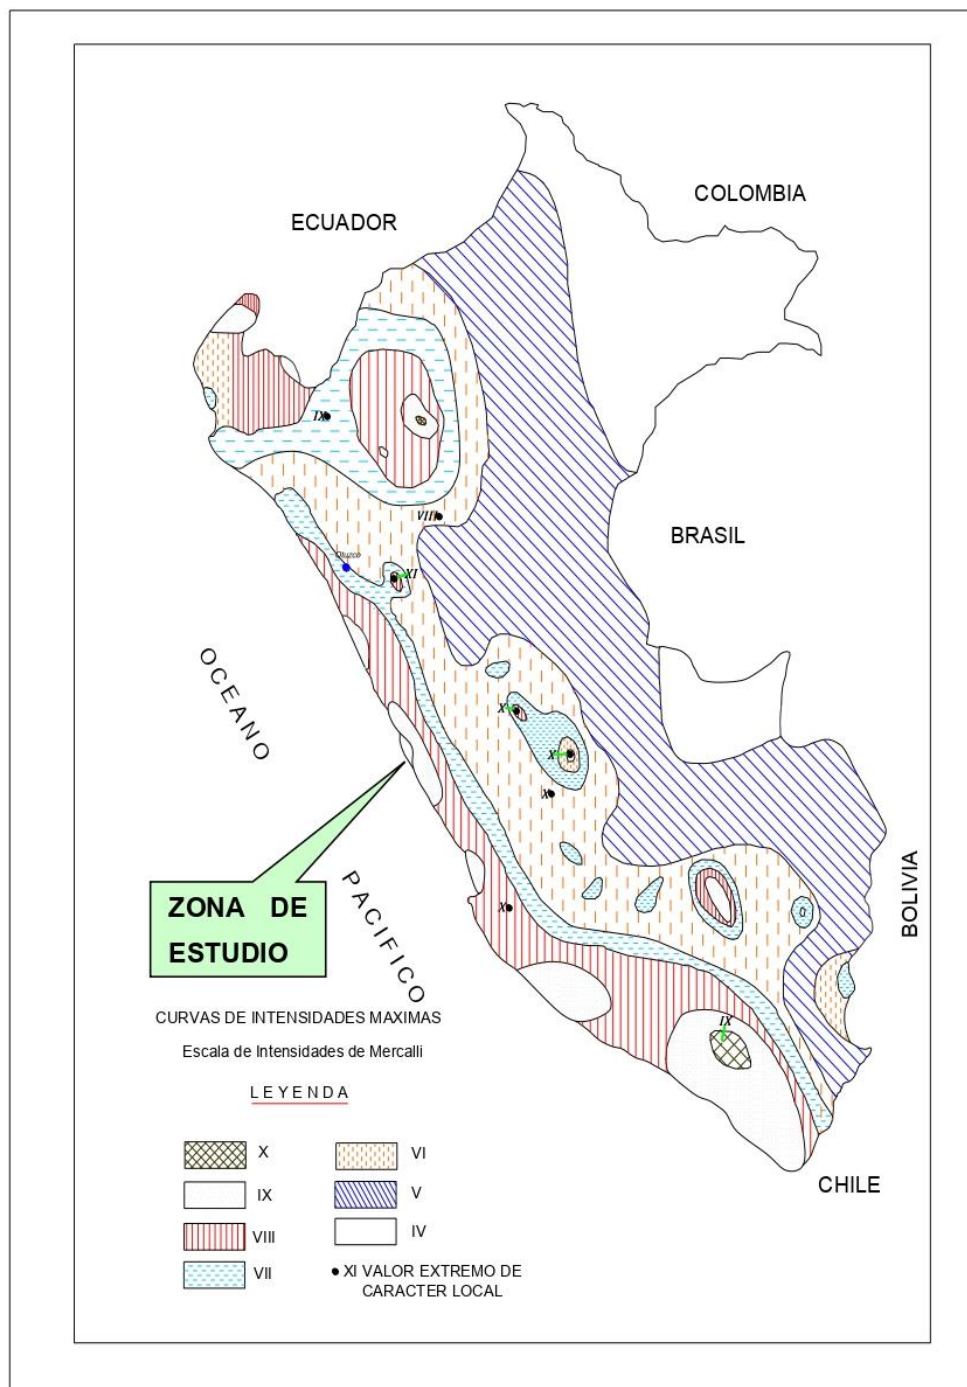 COLOMBIA
ECUADOR
IX
VIII
BRASIL
Otuzco
XI
OCEANO
X
X
X
BOLIVIA
PACIFICO
ZONA DE
ESTUDIO
X
CURVAS DE INTENSIDADES MAXIMAS
IX
Escala de Intensidades de Mercalli
LEYENDA
X
VI
IX
V
VIII
IV
VII
XI VALOR EXTREMO DE
CARACTER LOCAL
CHILE